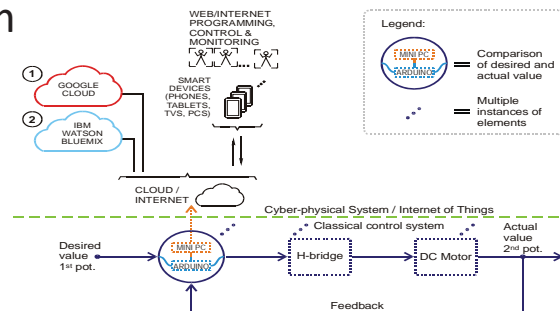 n
WEB/INTERNET
PROGRAMMING,
CONTROL &
MONITORING
...
Legend:
MINI PC
ARDUINO
Comparison
of desired and
actual value
Multiple
instances of
elements
1
GOOGLE
CLOUD
2
IBM
WATSON
BLUEMIX
SMART
DEVICES
(PHONES,
TABLETS,
TVS, PCS)
CLOUD /
INTERNET
Cyber-physical System / Internet of Things
Classical control system
Desired
value
1st pot.
MINI PC
ARDUINO
H-bridge
DC Motor
Actual
value
2nd pot.
Feedback